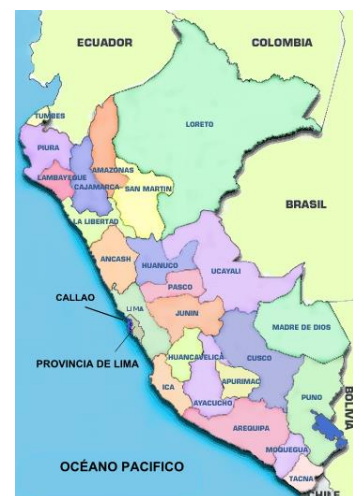 ECUADOR
COLOMBIA
TUMBES
LORETO
PIURA
AMAZONAS
LAMBAYEQUE
CAJAMARCA
SAN MARTIN
BRASIL
LA LIBERTAD
ANCASH
HUANUCO
UCAYALI
PASCO
CALLAO
LIMA
JUNIN
MADRE DE DIOS
PROVINCIA DE LIMA
HUANCAVELICA
CUSCO
ICA
APURIMAC
PUNO
BOLIVIA
AYACUCHO
AREQUIPA
MOQUEGUA
OCÉANO PACIFICO
TACNA
CHILE